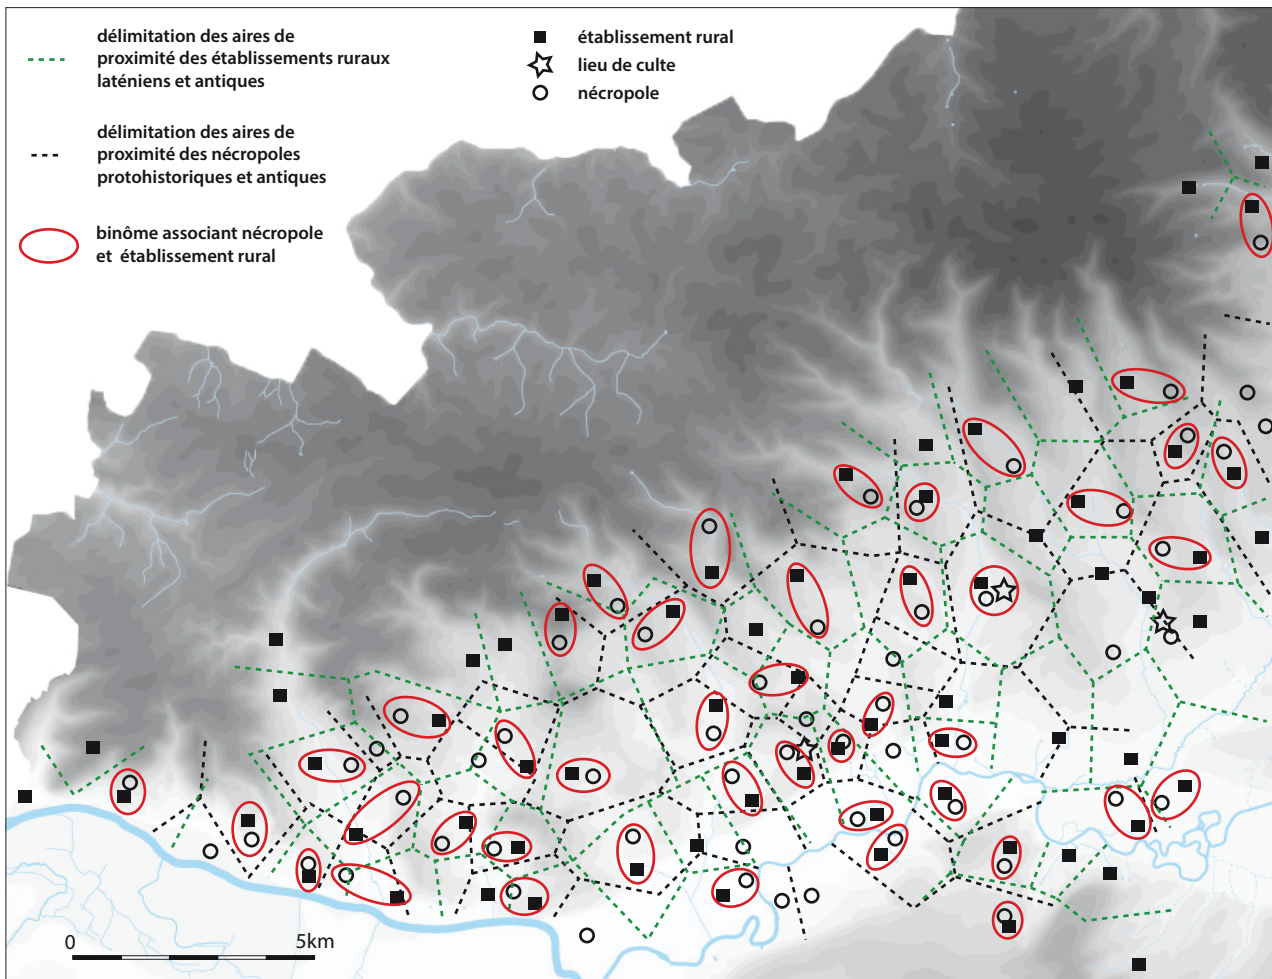 délimitation des aires de
proximité des établissements ruraux
laténiens et antiques
délimitation des aires de
proximité des nécropoles
protohistoriques et antiques
binôme associant nécropole
et établissement rural
établissement rural
lieu de culte
nécropole
0 5km